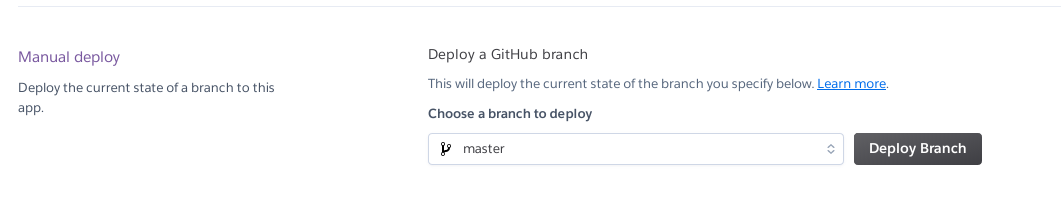 Manual deploy
Deploy the current state of a branch to this
app.
Deploy a GitHub branch
This will deploy the current state of the branch you specify below. Learn more.
Choose a branch to deploy
master
Deploy Branch